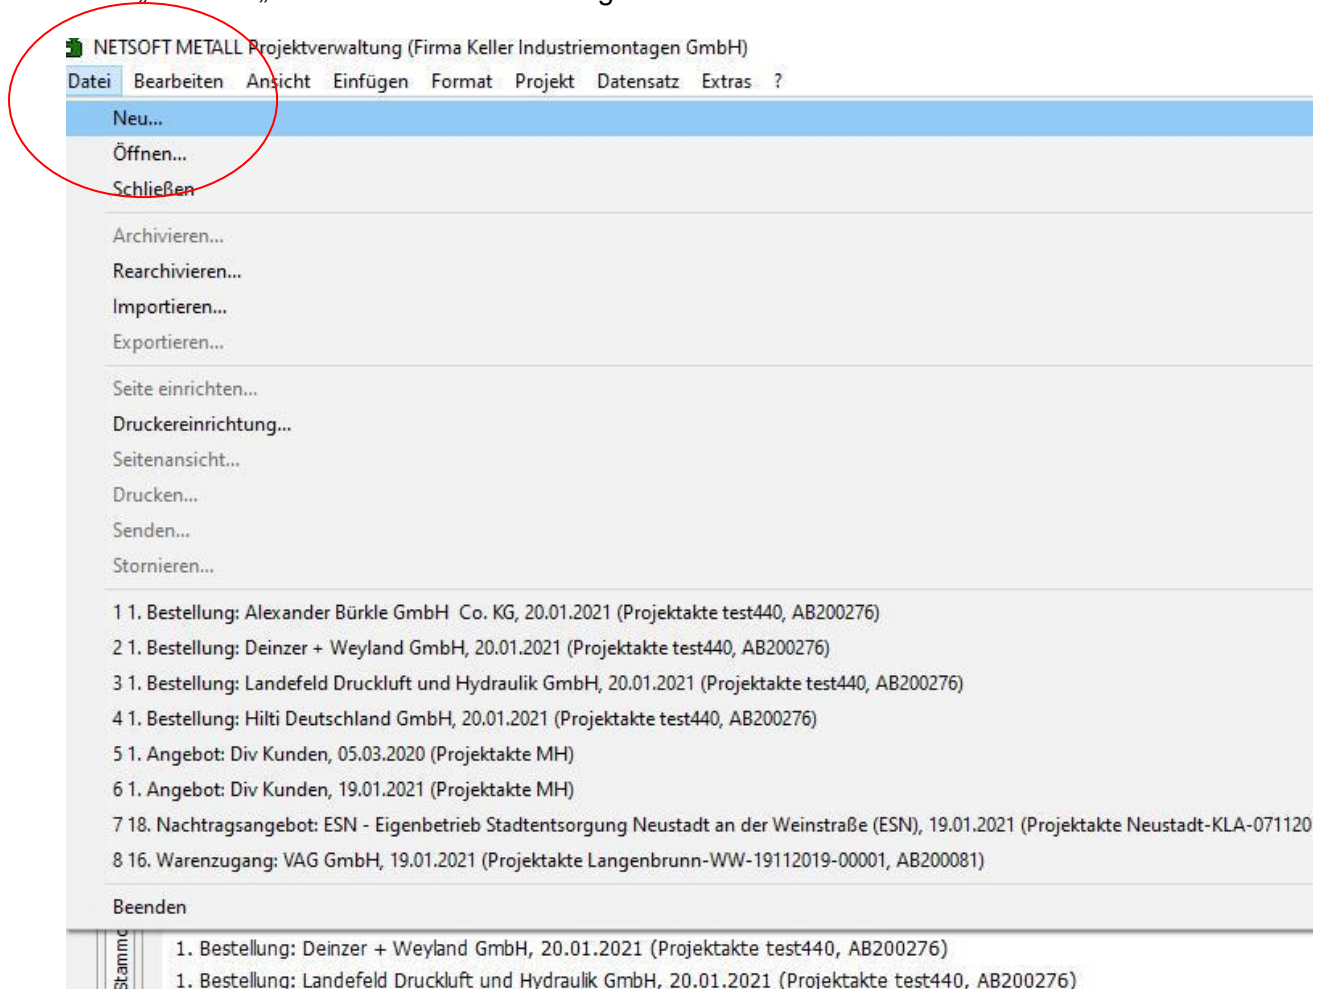 NETSOFT METALL Projektverwaltung (Firma Keller Industriemontagen GmbH)
Datei Bearbeiten Ansicht Einfügen Format Projekt Datensatz Extras ?
Neu...
Öffnen...
Schließen
Archivieren...
Rearchivieren...
Importieren...
Exportieren...
Seite einrichten...
Druckereinrichtung...
Seitenansicht...
Drucken...
Senden...
Stornieren...
1 1. Bestellung: Alexander Bürkle GmbH  Co. KG, 20.01.2021 (Projektakte test440, AB200276)
2 1. Bestellung: Deinzer + Weyland GmbH, 20.01.2021 (Projektakte test440, AB200276)
3 1. Bestellung: Landefeld Druckluft und Hydraulik GmbH, 20.01.2021 (Projektakte test440, AB200276)
4 1. Bestellung: Hilti Deutschland GmbH, 20.01.2021 (Projektakte test440, AB200276)
5 1. Angebot: Div Kunden, 05.03.2020 (Projektakte MH)
6 1. Angebot: Div Kunden, 19.01.2021 (Projektakte MH)
7 18. Nachtragsangebot: ESN - Eigenbetrieb Stadtentsorgung Neustadt an der Weinstraße (ESN), 19.01.2021 (Projektakte Neustadt-KLA-071120
8 16. Warenzugang: VAG GmbH, 19.01.2021 (Projektakte Langenbrunn-WW-19112019-00001, AB200081)
Beenden
1. Bestellung: Deinzer + Weyland GmbH, 20.01.2021 (Projektakte test440, AB200276)
1. Bestellung: Landefeld Druckluft und Hydraulik GmbH, 20.01.2021 (Projektakte test440, AB200276)